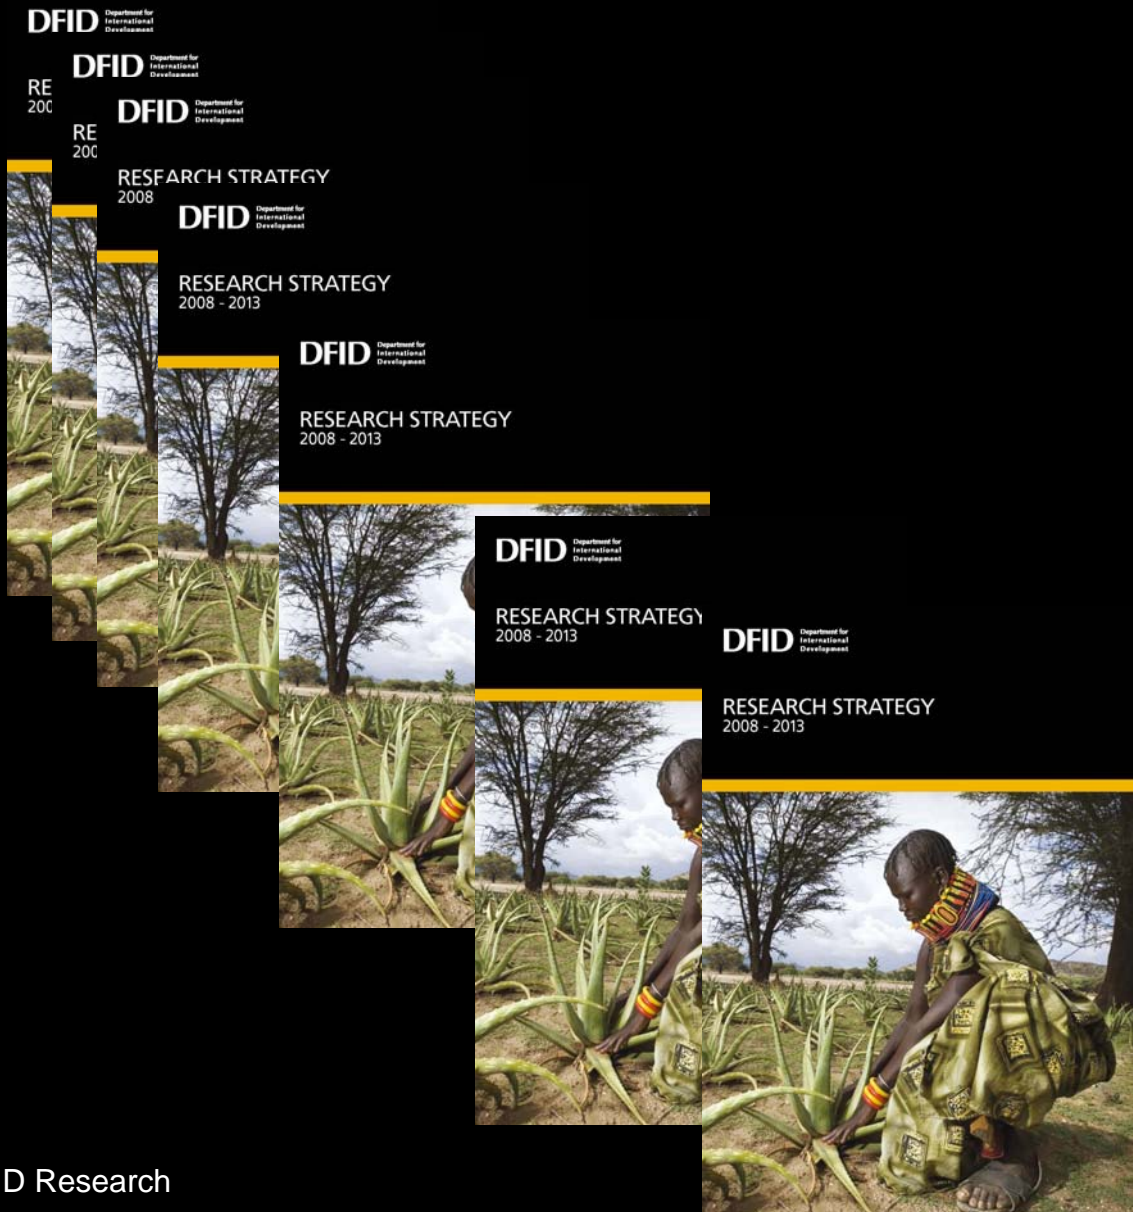 DFID Department for
International
Development
RE
200
DFID Department for
International
Development
RE
200
DFID Department for
International
Development
RESEARCH STRATEGY
2008
DFID Department for
International
Development
RESEARCH STRATEGY
2008 - 2013
DFID Department for
International
Development
RESEARCH STRATEGY
2008 - 2013
DFID Department for
International
Development
RESEARCH STRATEGY
2008 - 2013
DFID Department for
International
Development
RESEARCH STRATEGY
2008 - 2013
D Research